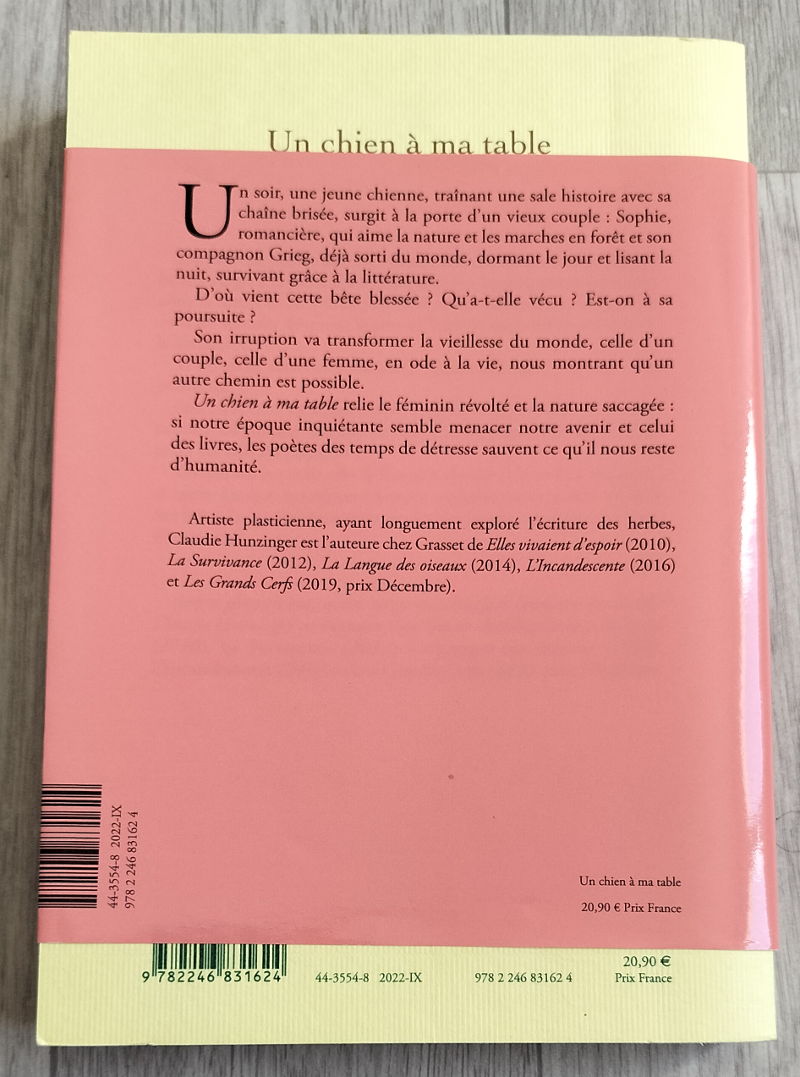 Un chien à ma table
Un soir, une jeune chienne, traînant une sale histoire avec sa
chaîne brisée, surgit à la porte d'un vieux couple : Sophie,
romancière, qui aime la nature et les marches en forêt et son
compagnon Grieg, déjà sorti du monde, dormant le jour et lisant la
nuit, survivant grâce à la littérature.
D'où vient cette bête blessée ? Qu'a-t-elle vécu ? Est-on à sa
poursuite ?
Son irruption va transformer la vieillesse du monde, celle d'un
couple, celle d'une femme, en ode à la vie, nous montrant qu'un
autre chemin est possible.
Un chien à ma table relie le féminin révolté et la nature saccagée :
si notre époque inquiétante semble menacer notre avenir et celui
des livres, les poètes des temps de détresse sauvent ce qu'il nous reste
d'humanité.
Artiste plasticienne, ayant longuement exploré l'écriture des herbes,
Claudie Hunzinger est l'auteure chez Grasset de Elles vivaient d'espoir (2010),
La Survivance (2012), La Langue des oiseaux (2014), L'Incandescente (2016)
et Les Grands Cerfs (2019, prix Décembre).
44-3554-8 2022-IX
978 2 246 83162 4
Un chien à ma table
20,90 € Prix France
9 782246 831624
44-3554-8 2022-IX
978 2 246 83162 4
20,90 €
Prix France